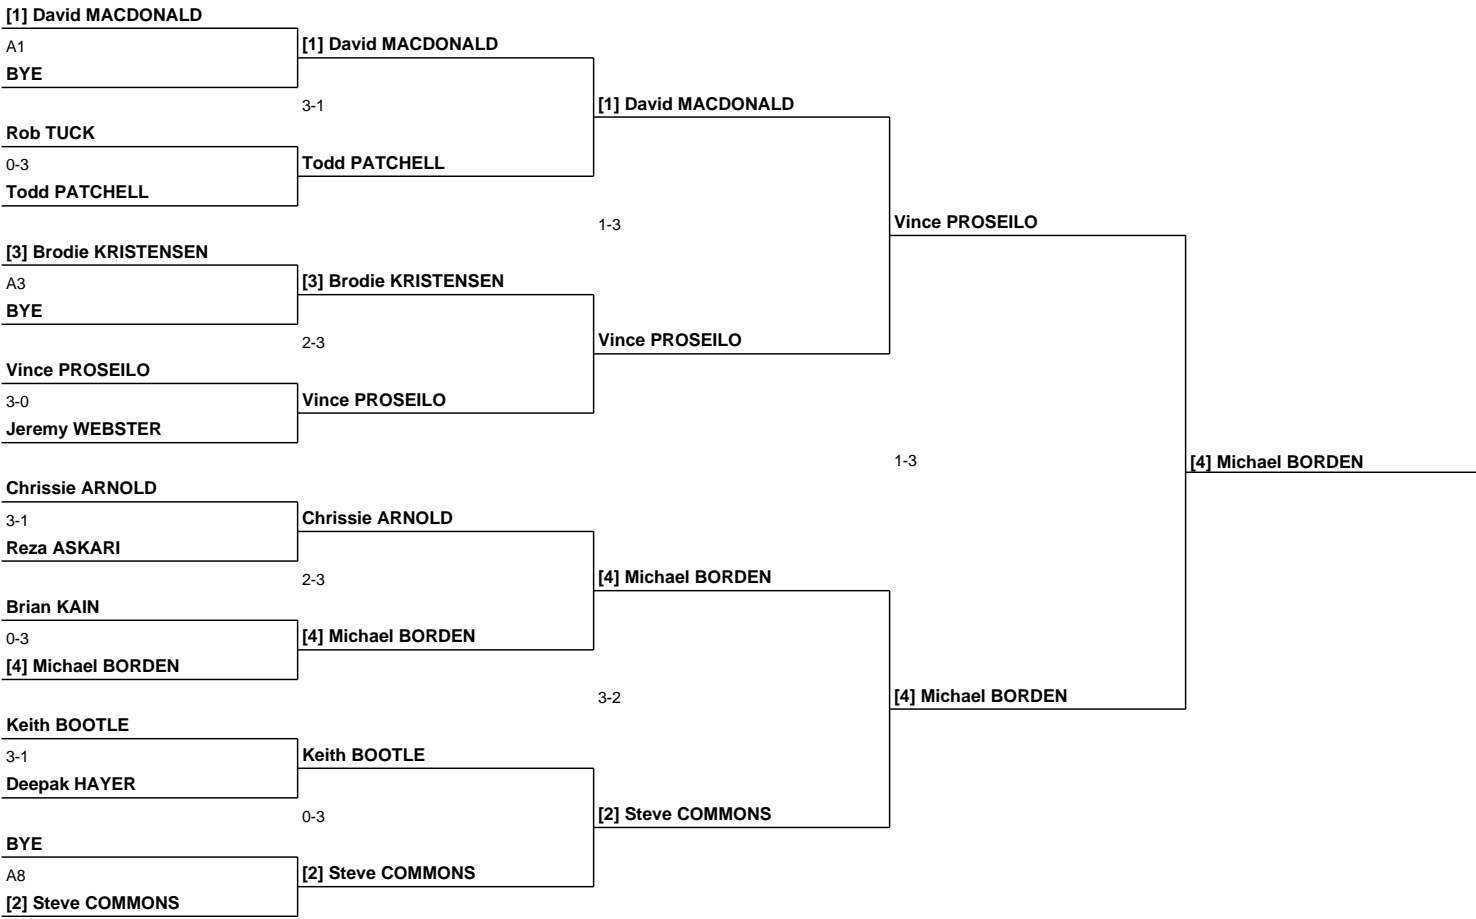 [1] David MACDONALD
A1
BYE
[1] David MACDONALD
3-1
Rob TUCK
0-3
Todd PATCHELL
Todd PATCHELL
[1] David MACDONALD
1-3
[3] Brodie KRISTENSEN
A3
BYE
[3] Brodie KRISTENSEN
2-3
Vince PROSEILO
3-0
Jeremy WEBSTER
Vince PROSEILO
Vince PROSEILO
Vince PROSEILO
1-3
[4] Michael BORDEN
Chrissie ARNOLD
3-1
Reza ASKARI
Chrissie ARNOLD
2-3
Brian KAIN
0-3
[4] Michael BORDEN
[4] Michael BORDEN
[4] Michael BORDEN
3-2
[4] Michael BORDEN
Keith BOOTLE
3-1
Deepak HAYER
Keith BOOTLE
0-3
BYE
A8
[2] Steve COMMONS
[2] Steve COMMONS
[2] Steve COMMONS